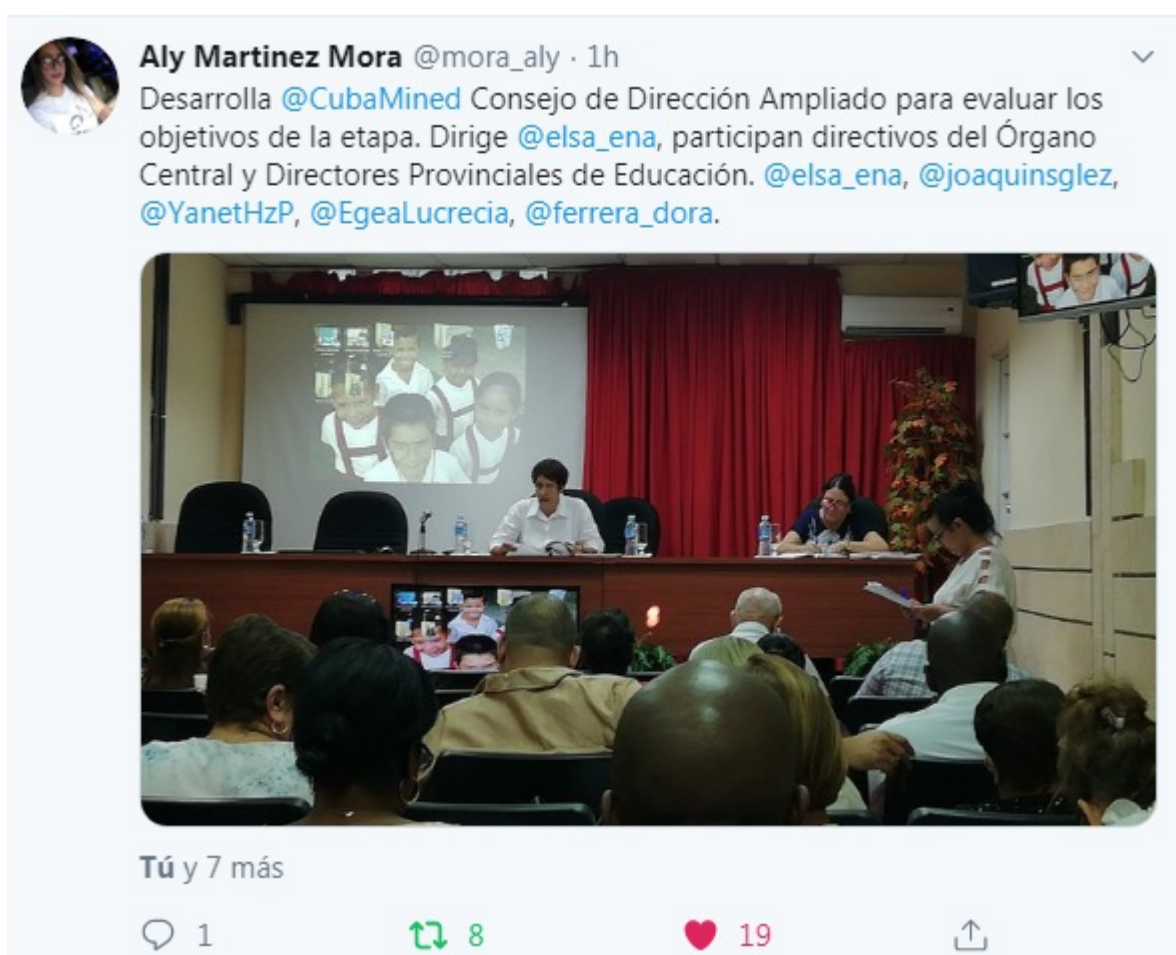 Aly Martinez Mora @mora_aly · 1h
Desarrolla @CubaMined Consejo de Dirección Ampliado para evaluar los
objetivos de la etapa. Dirige @elsa_ena, participan directivos del Órgano
Central y Directores Provinciales de Educación. @elsa_ena, @joaquinsglez,
@YanetHzP, @EgeaLucrecia, @ferrera_dora.
Tú y 7 más
1 8 19